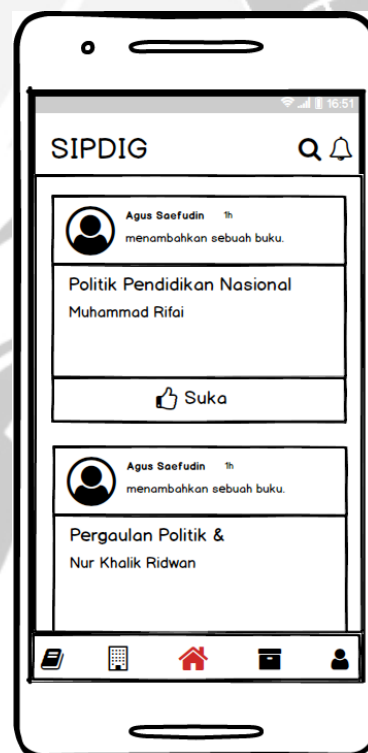 16:51
SIPDIG
Agus Saefudin 1h
menambahkan sebuah buku.
Politik Pendidikan Nasional
Muhammad Rifai
Suka
Agus Saefudin 1h
menambahkan sebuah buku.
Pergaulan Politik &
Nur Khalik Ridwan